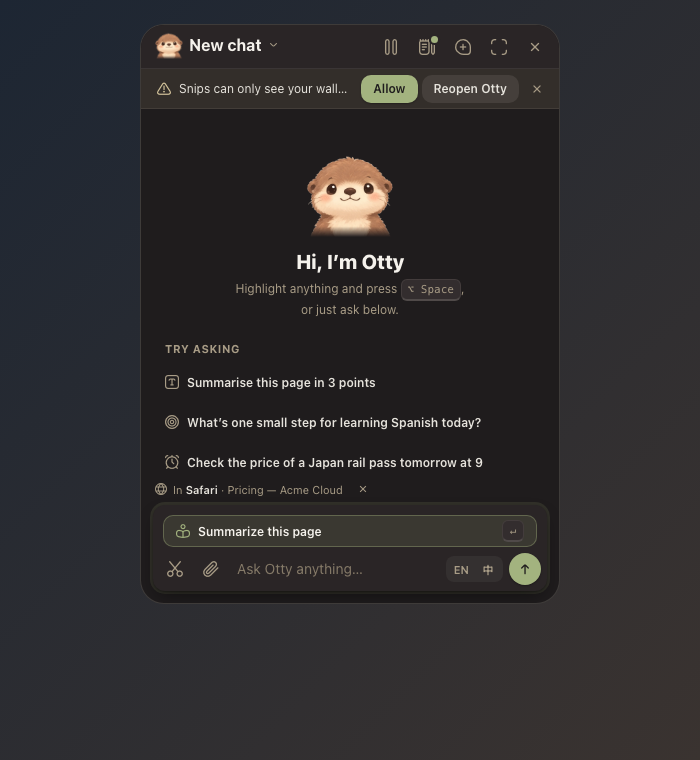 New chat
Snips can only see your wall...
Allow
Reopen Otty
Hi, I'm Otty
Highlight anything and press ⌥ Space,
or just ask below.
TRY ASKING
Summarise this page in 3 points
What's one small step for learning Spanish today?
Check the price of a Japan rail pass tomorrow at 9
In Safari · Pricing — Acme Cloud
Summarize this page
Ask Otty anything...
EN 中